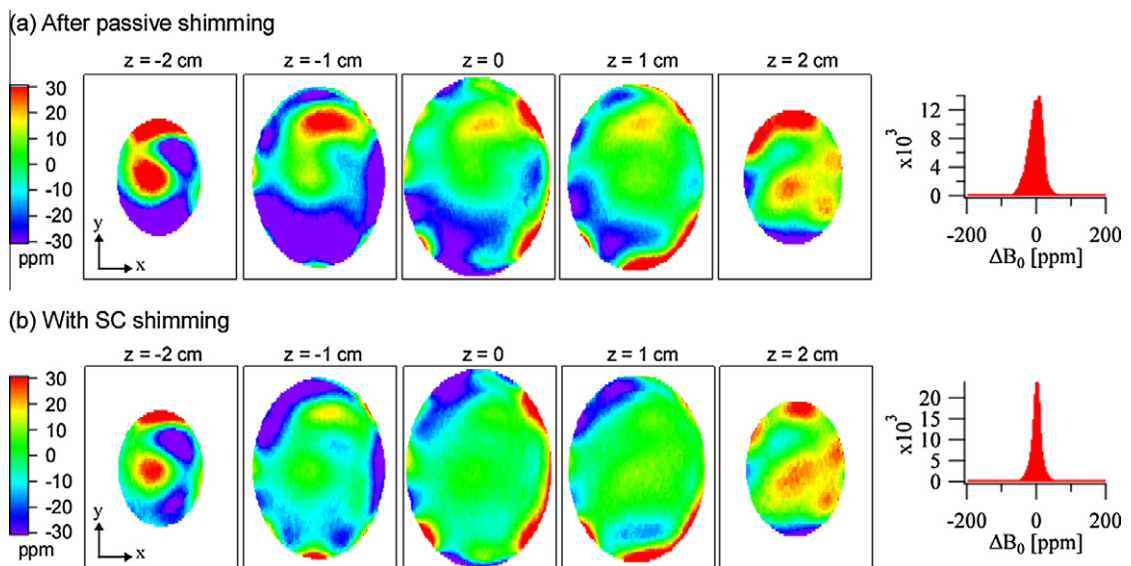 (a) After passive shimming
z = -2 cm z = -1 cm z = 0 z = 1 cm z = 2 cm
30
20
10
0
-10
-20
-30
ppm
y
x
x10³
12
8
4
0
-200 0 200
ΔB₀ [ppm]
(b) With SC shimming
z = -2 cm z = -1 cm z = 0 z = 1 cm z = 2 cm
30
20
10
0
-10
-20
-30
ppm
y
x
x10³
20
15
10
5
0
-200 0 200
ΔB₀ [ppm]